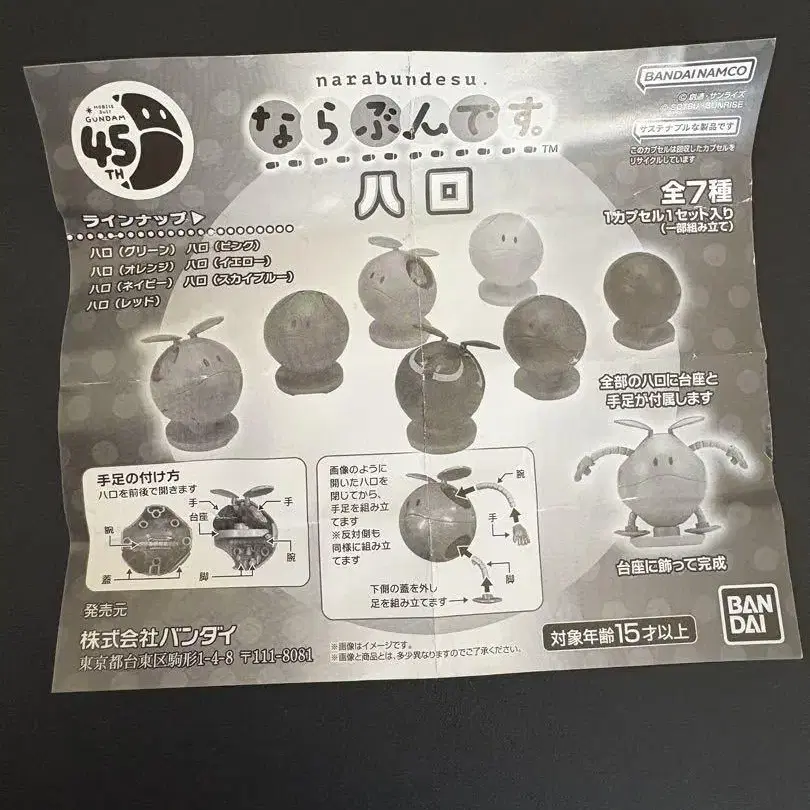 MOBILE SUIT
GUNDAM
45
TH
narabundesu.
ならぶんです。
TM
ハロ
BANDAI NAMCO
©創通・サンライズ
©SOTSU・SUNRISE
サステナブルな製品です
このカプセルは回収したカプセルを
リサイクルしています
全7種
1カプセル1セット入り
(一部組み立て)
ラインナップ
ハロ(グリーン) ハロ(ピンク)
ハロ(オレンジ) ハロ(イエロー)
ハロ(ネイビー) ハロ(スカイブルー)
ハロ(レッド)
全部のハロに台座と
手足が付属します
手足の付け方
ハロを前後で開きます
手
手
台座
腕
腕
蓋
脚
画像のように
開いたハロを
閉じてから、
手足を組み立
てます
※反対側も
同様に組み立
てます
腕
手
脚
下側の蓋を外し
足を組み立てます
台座に飾って完成
発売元
株式会社バンダイ
東京都台東区駒形1-4-8 〒111-8081
※画像はイメージです。
※画像と商品とは、多少異なりますのでご了承ください。
対象年齢15才以上
BAN
DAI